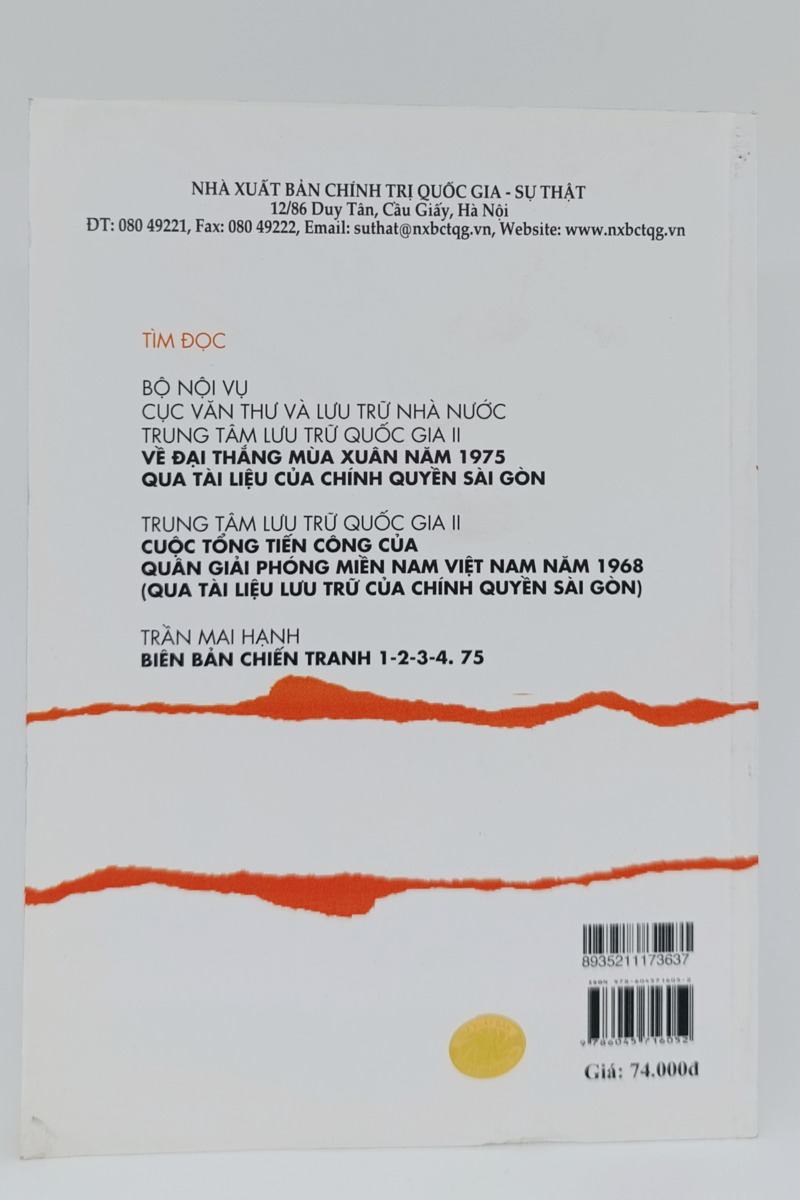 NHÀ XUẤT BẢN CHÍNH TRỊ QUỐC GIA - SỰ THẬT
12/86 Duy Tân, Cầu Giấy, Hà Nội
ĐT: 080 49221, Fax: 080 49222, Email: suthat@nxbctqg.vn, Website: www.nxbctqg.vn
TÌM ĐỌC
BỘ NỘI VỤ
CỤC VĂN THƯ VÀ LƯU TRỮ NHÀ NƯỚC
TRUNG TÂM LƯU TRỮ QUỐC GIA II
VỀ ĐẠI THẮNG MÙA XUÂN NĂM 1975
QUA TÀI LIỆU CỦA CHÍNH QUYỀN SÀI GÒN
TRUNG TÂM LƯU TRỮ QUỐC GIA II
CUỘC TỔNG TIẾN CÔNG CỦA
QUÂN GIẢI PHÓNG MIỀN NAM VIỆT NAM NĂM 1968
(QUA TÀI LIỆU LƯU TRỮ CỦA CHÍNH QUYỀN SÀI GÒN)
TRẦN MAI HẠNH
BIÊN BẢN CHIẾN TRANH 1-2-3-4. 75
8935211173637
ISBN 978-604571605-2
9786045716052
Giá: 74.000đ